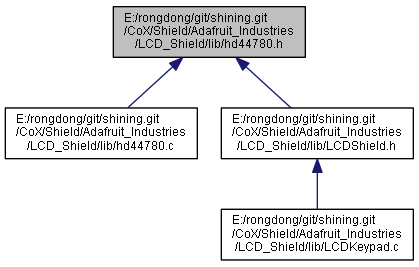 E:/rongdong/git/shining.git
/CoX/Shield/Adafruit_Industries
/LCD_Shield/lib/hd44780.h
E:/rongdong/git/shining.git
/CoX/Shield/Adafruit_Industries
/LCD_Shield/lib/hd44780.c
E:/rongdong/git/shining.git
/CoX/Shield/Adafruit_Industries
/LCD_Shield/lib/LCDShield.h
E:/rongdong/git/shining.git
/CoX/Shield/Adafruit_Industries
/LCD_Shield/lib/LCDKeypad.c